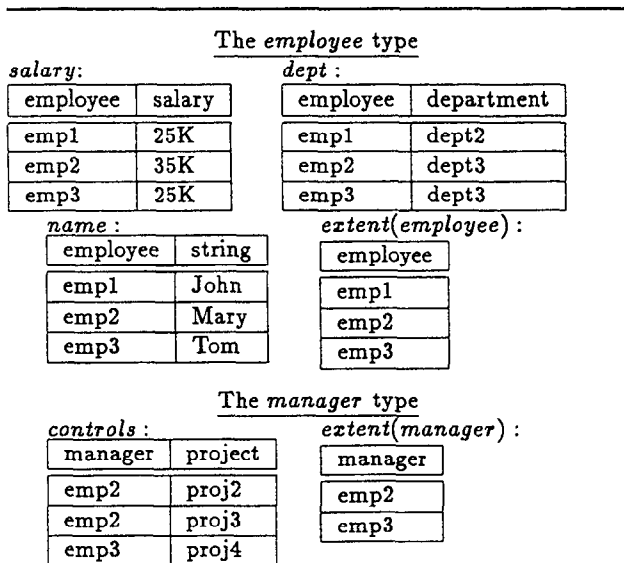 The employee type
salary: dept :
employee salary employee department
emp1 25K emp1 dept2
emp2 35K emp2 dept3
emp3 25K emp3 dept3
name : extent(employee) :
employee string employee
emp1 John emp1
emp2 Mary emp2
emp3 Tom emp3
The manager type
controls : extent(manager) :
manager project manager
emp2 proj2 emp2
emp2 proj3 emp3
emp3 proj4